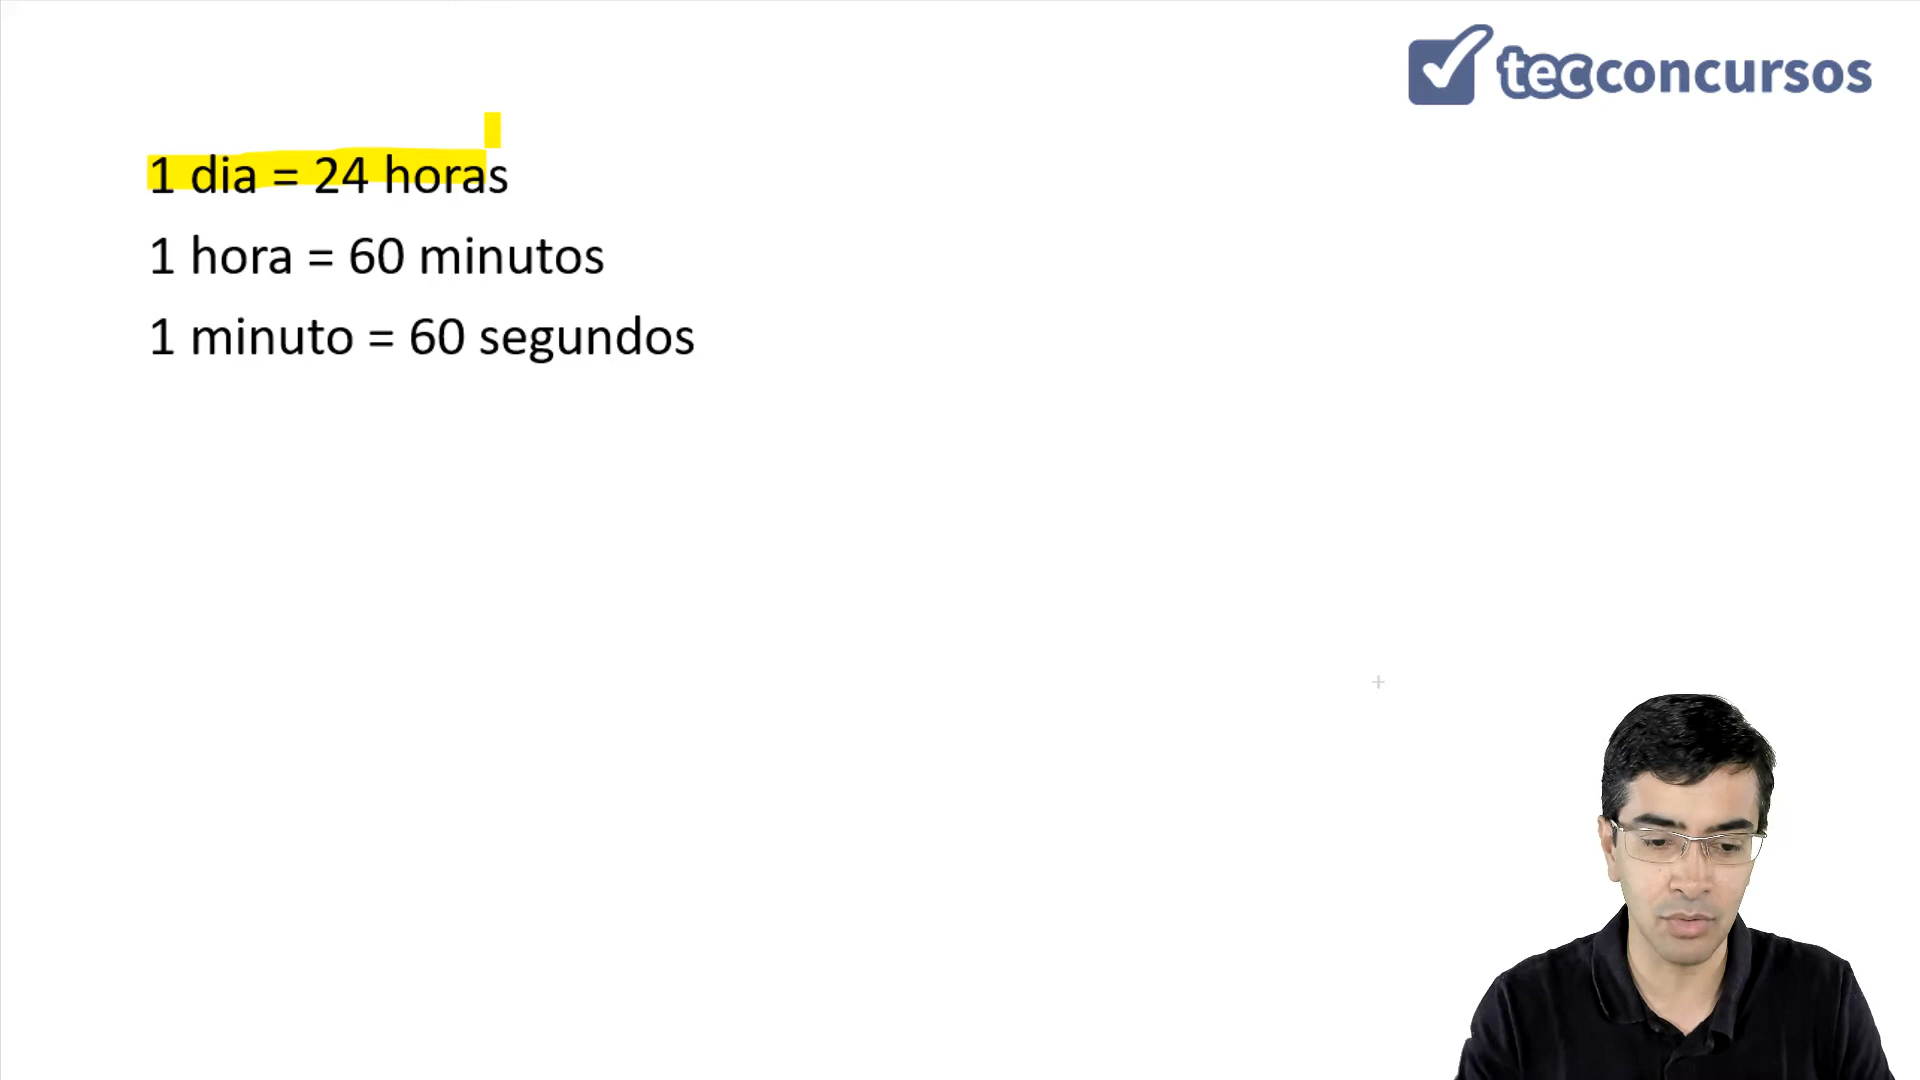 tecconcursos
1 dia = 24 horas
1 hora = 60 minutos
1 minuto = 60 segundos